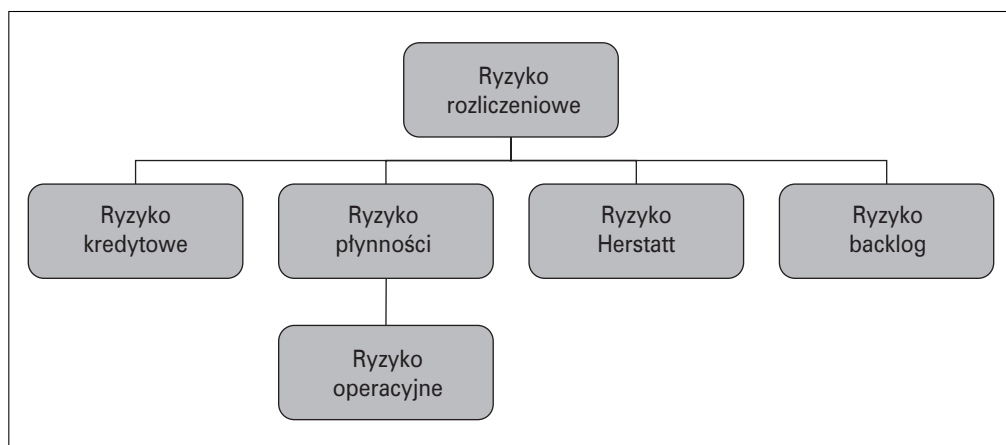 Ryzyko
rozliczeniowe
Ryzyko
kredytowe
Ryzyko
płynności
Ryzyko
Herstatt
Ryzyko
backlog
Ryzyko
operacyjne